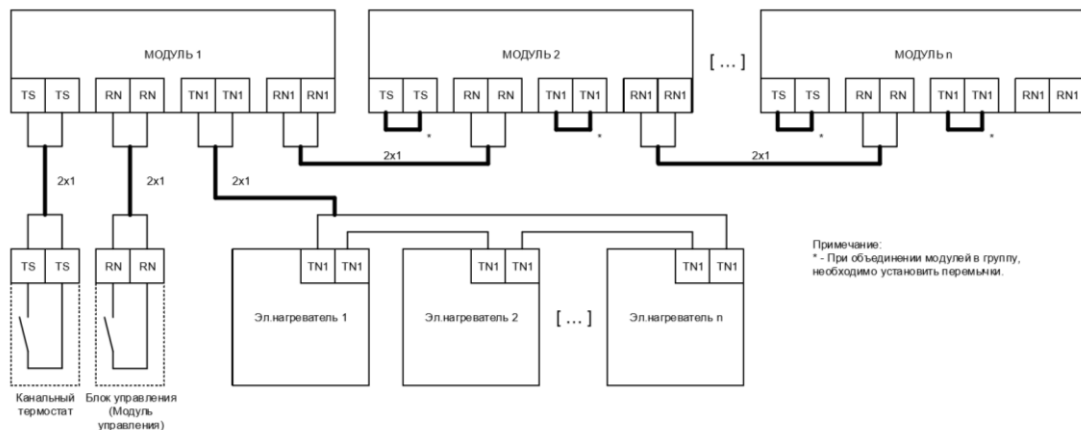 МОДУЛЬ 1
МОДУЛЬ 2
[ ... ]
МОДУЛЬ n
TS TS RN RN TN1 TN1 RN1 RN1
TS TS RN RN TN1 TN1 RN1 RN1
TS TS RN RN TN1 TN1 RN1 RN1
*
*
*
*
2x1
2x1
2x1
2x1
2x1
TS TS
RN RN
TN1 TN1
TN1 TN1
TN1 TN1
Эл.нагреватель 1
Эл.нагреватель 2
[ ... ]
Эл.нагреватель n
Примечание:
* - При объединении модулей в группу,
необходимо установить перемычки.
Канальный
термостат
Блок управления
(Модуль
управления)